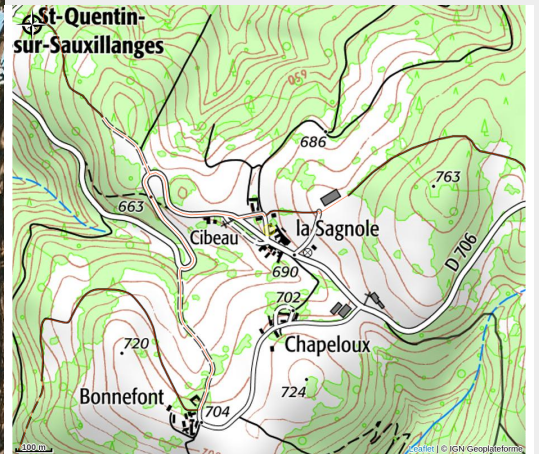 St-Quentin-
sur-Sauxillanges
650
686
763
663
Cibeau
la Sagnole
690
D 706
702
720
Chapeloux
724
Bonnefont
704
100 m
Leaflet | © IGN Geoplateforme